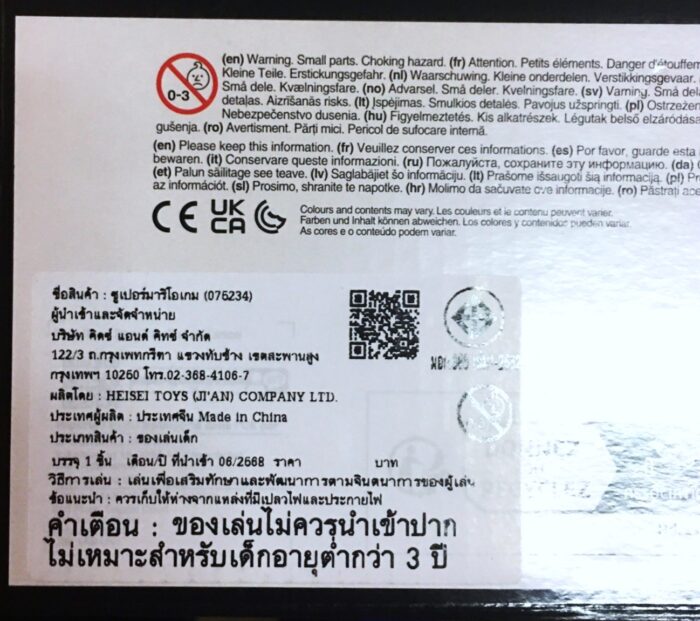 0-3
(en) Warning. Small parts. Choking hazard. (fr) Attention. Petits éléments. Danger d'étouffem
Kleine Teile. Erstickungsgefahr. (nl) Waarschuwing. Kleine onderdelen. Verstikkingsgevaar.
Små dele. Kvælningsfare. (no) Advarsel. Små deler. Kvelningsfare. (sv) Varning. Små dela
detaļas. Aizrīšanās risks. (lt) Įspėjimas. Smulkios detalės. Pavojus užspringti. (pl) Ostrzeżen
Nebezpečenstvo dusenia. (hu) Figyelmeztetés. Kis alkatrészek. Légutak belső elzáródása
gušenja. (ro) Avertisment. Părți mici. Pericol de sufocare internă.
(en) Please keep this information. (fr) Veuillez conserver ces informations. (es) Por favor, guarde esta
bewaren. (it) Conservare queste informazioni. (ru) Пожалуйста, сохраните эту информацию. (da)
(et) Palun säilitage see teave. (lv) Saglabājiet šo informāciju. (lt) Prašome išsaugoti šią informaciją. (pl)
az információt. (sl) Prosimo, shranite ta napotke. (hr) Molimo da sačuvate ove informacije. (ro) Păstrați ace
CE UK CA
Colours and contents may vary. Les couleurs et le contenu peuvent varier.
Farben und Inhalt können abweichen. Los colores y contenidos pueden variar.
As cores e o conteúdo podem variar.
ชื่อสินค้า : ซูเปอร์มาริโอเกม (075234)
ผู้นำเข้าและจัดจำหน่าย
บริษัท คิดซ์ แอนด์ คิทซ์ จำกัด
122/3 ถ.กรุงเทพกรีฑา แขวงทับช้าง เขตสะพานสูง
กรุงเทพฯ 10250 โทร.02-368-4106-7
ผลิตโดย : HEISEI TOYS (JI'AN) COMPANY LTD.
ประเทศผู้ผลิต : ประเทศจีน Made in China
ประเภทสินค้า : ของเล่นเด็ก
บรรจุ 1 ชิ้น เดือน/ปี ที่นำเข้า 06/2568 ราคา บาท
วิธีการเล่น : เล่นเพื่อเสริมทักษะและพัฒนาการตามจินตนาการของผู้เล่น
ข้อแนะนำ : ควรเก็บให้ห่างจากแหล่งที่มีเปลวไฟและประกายไฟ
คำเตือน : ของเล่นไม่ควรนำเข้าปาก
ไม่เหมาะสำหรับเด็กอายุต่ำกว่า 3 ปี